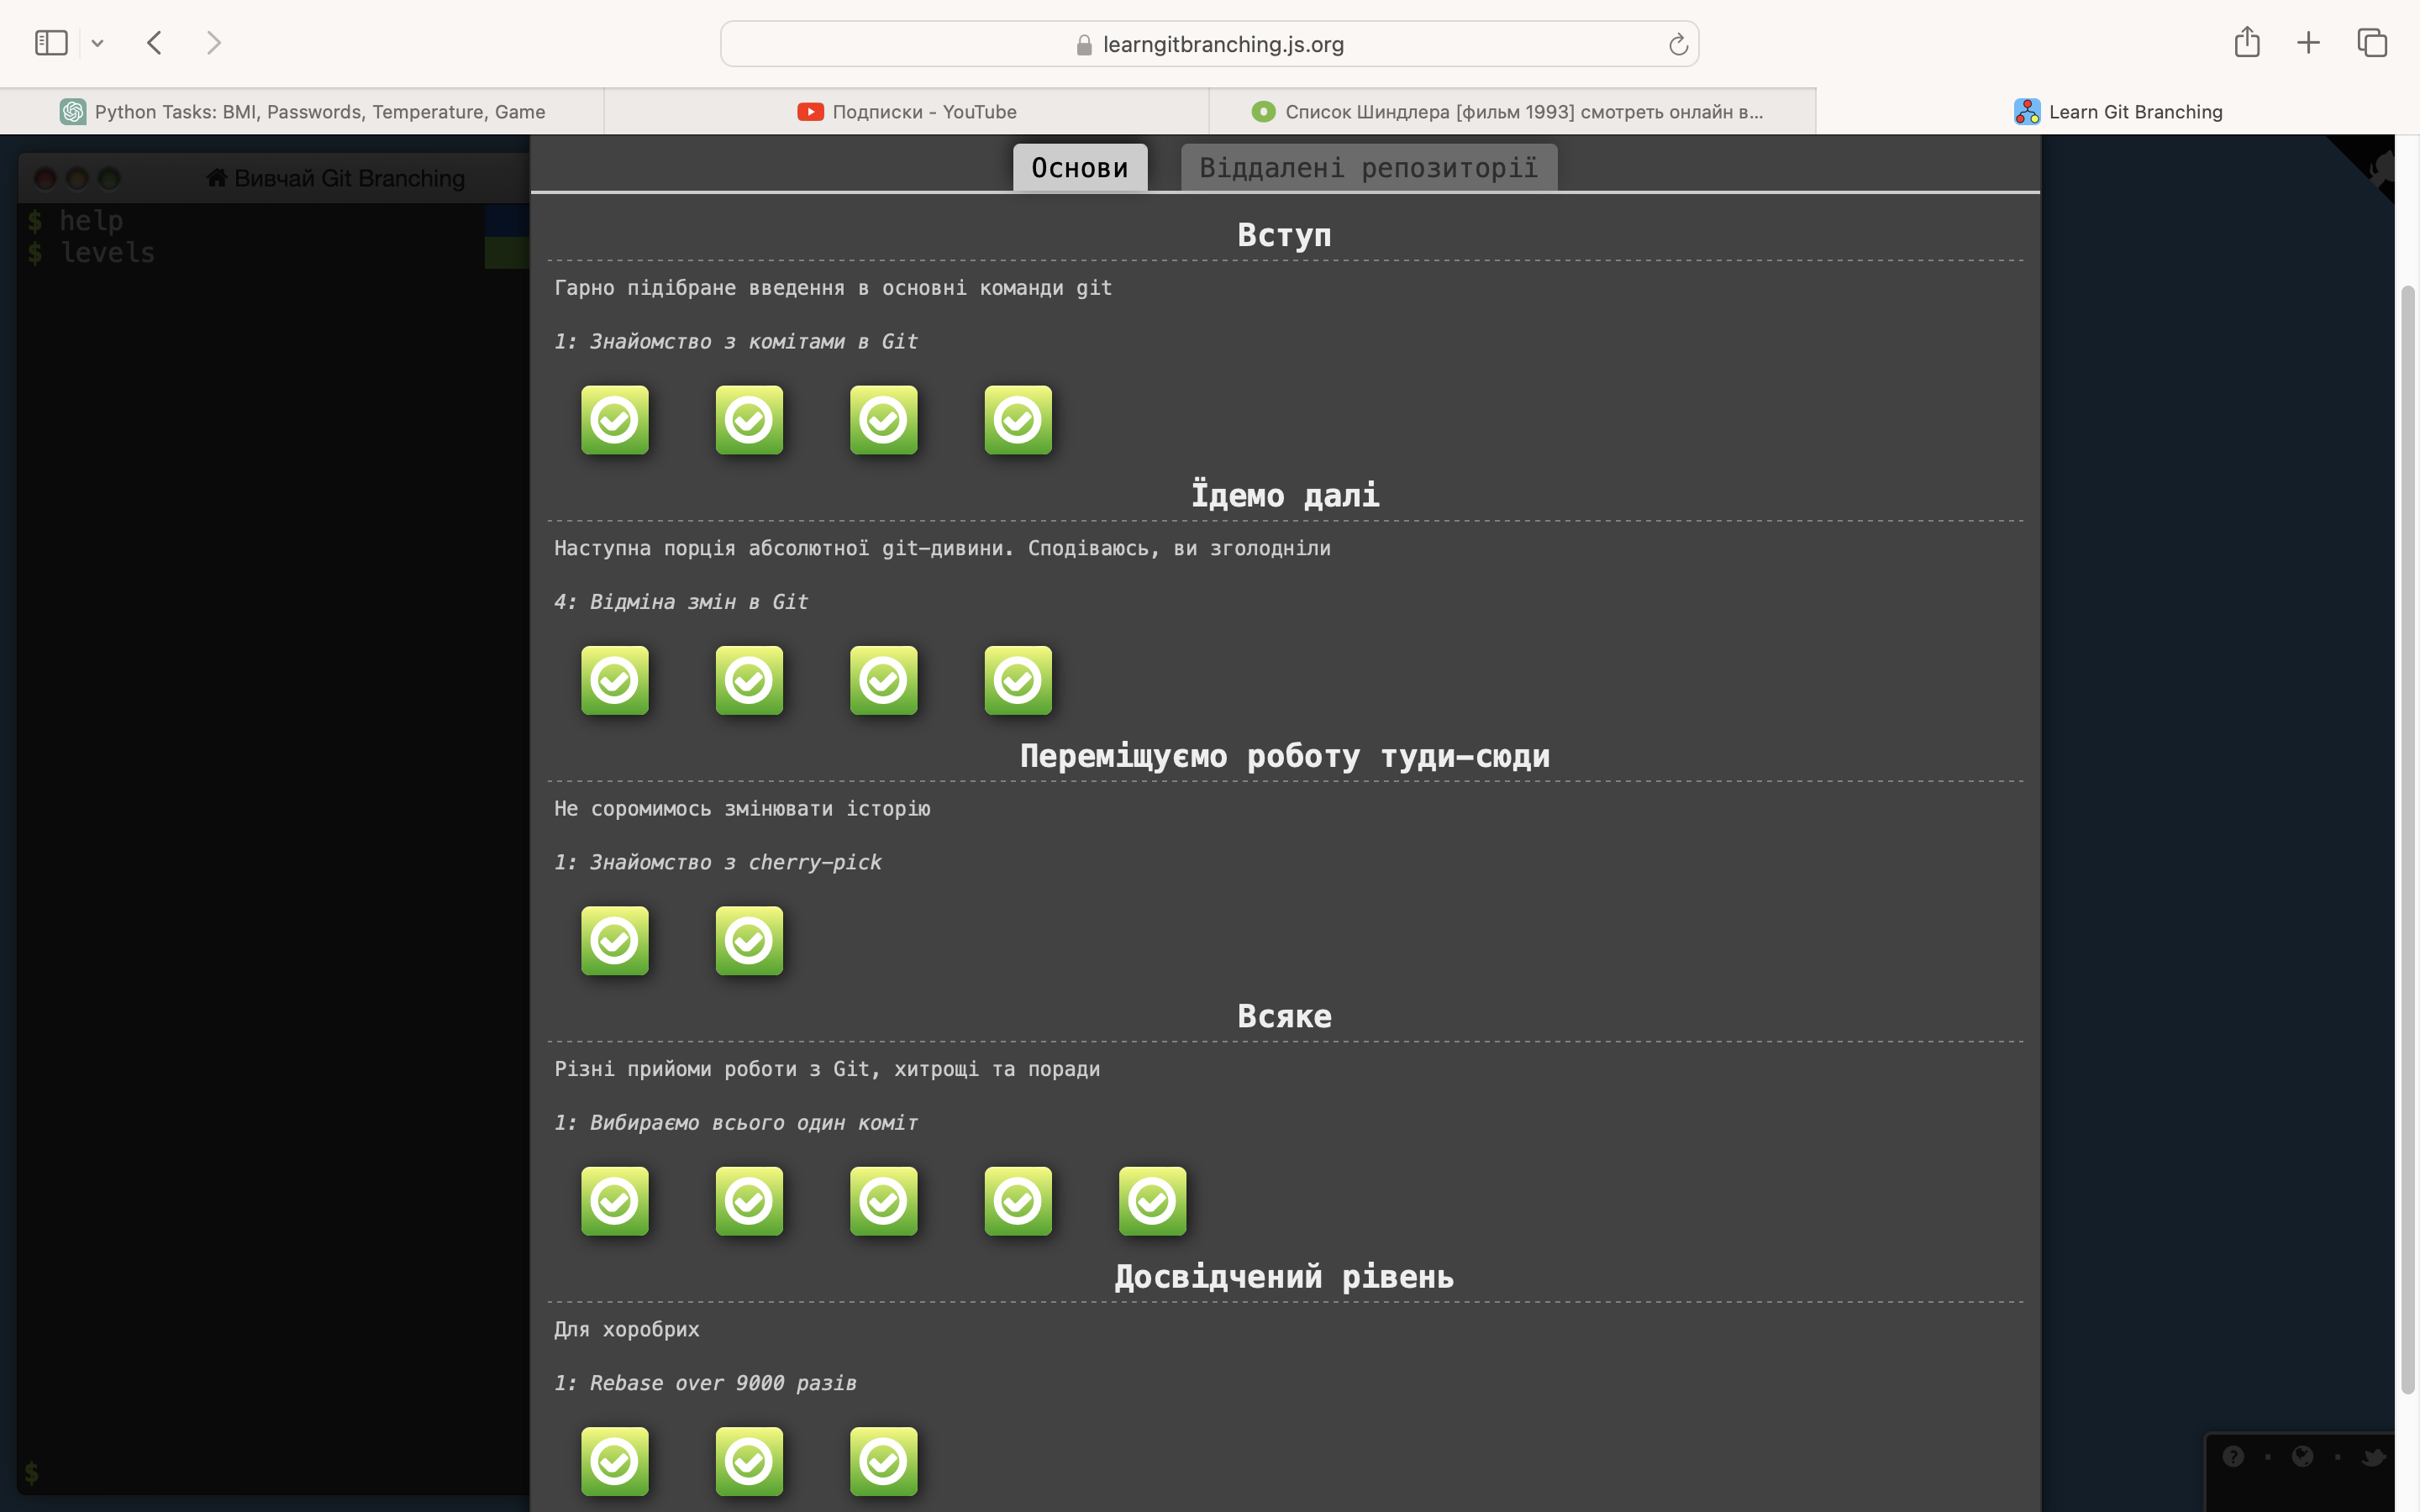 learngitbranching.js.org
Python Tasks: BMI, Passwords, Temperature, Game
Подписки - YouTube
Список Шиндлера [фильм 1993] смотреть онлайн в...
Learn Git Branching
Вивчай Git Branching
$ help
$ levels
$
Основи
Віддалені репозиторії
Вступ
Гарно підібране введення в основні команди git
1: Знайомство з комітами в Git
Їдемо далі
Наступна порція абсолютної git-дивини. Сподіваюсь, ви зголодніли
4: Відміна змін в Git
Переміщуємо роботу туди-сюди
Не соромимось змінювати історію
1: Знайомство з cherry-pick
Всяке
Різні прийоми роботи з Git, хитрощі та поради
1: Вибираємо всього один коміт
Досвідчений рівень
Для хоробрих
1: Rebase over 9000 разів